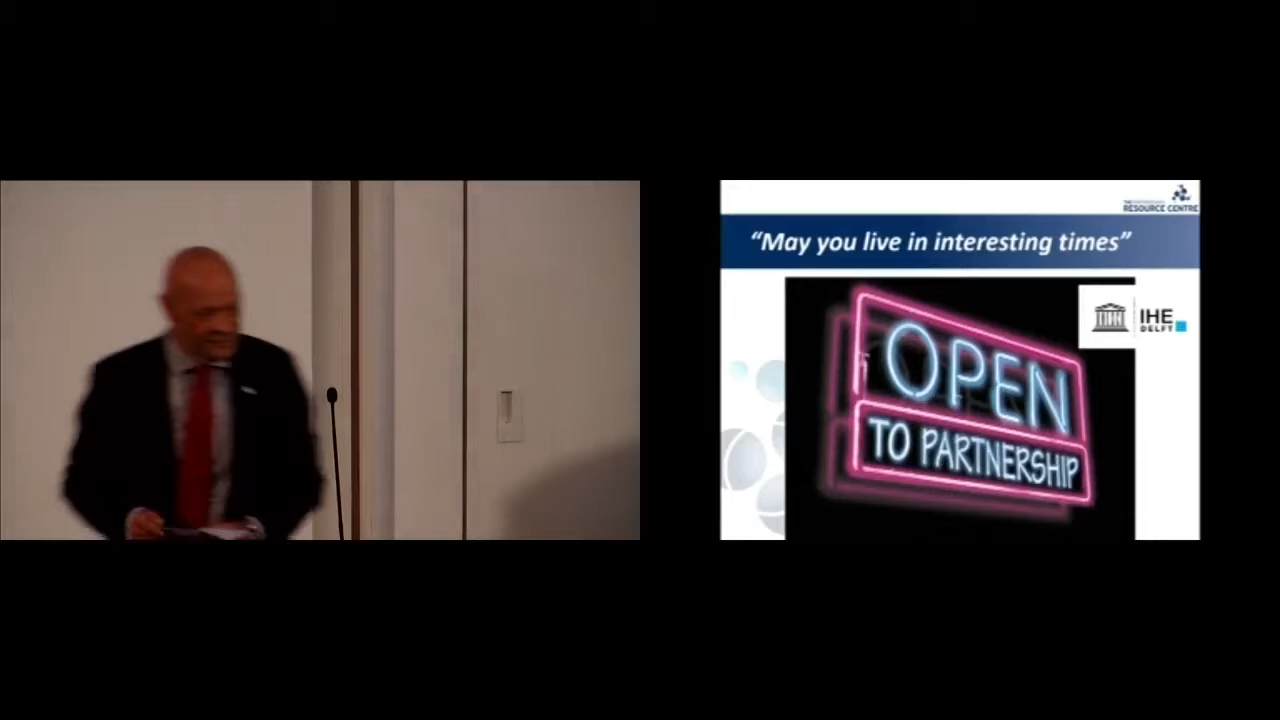 RESOURCE CENTRE
“May you live in interesting times”
IHE
DELFT
OPEN
TO PARTNERSHIP